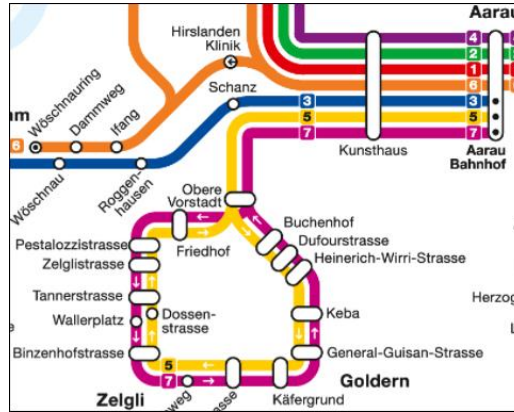 Aarau
Hirslanden
Klinik
4
2
1
6
Schanz
3
3
5
5
7
7
Kunsthaus
Aarau
Bahnhof
Wöschnauring
Dammweg
Ifang
6
Wöschnau
Roggen-
hausen
Obere
Vorstadt
Buchenhof
Dufourstrasse
Heinerich-Wirri-Strasse
Friedhof
Pestalozzistrasse
Zelglistrasse
Tannerstrasse
Wallerplatz
Dossen-
strasse
Binzenhofstrasse
Keba
Herzog
General-Guisan-Strasse
5
7
Zelgli
Käfergrund
Goldern